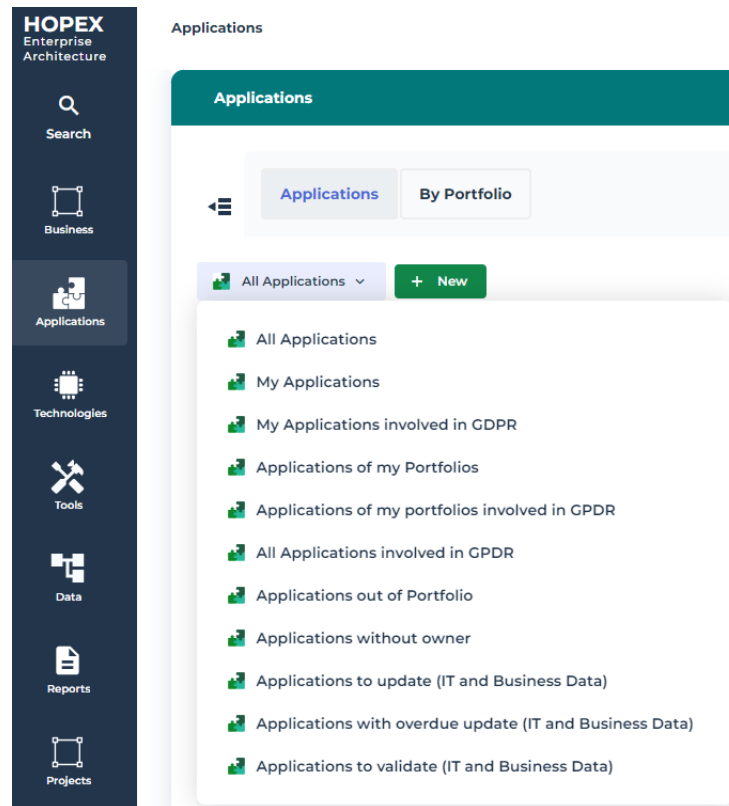 HOPEX
Enterprise
Architecture
Search
Business
Applications
Technologies
Tools
Data
Reports
Projects
Applications
Applications
Applications
By Portfolio
All Applications
+ New
All Applications
My Applications
My Applications involved in GDPR
Applications of my Portfolios
Applications of my portfolios involved in GPDR
All Applications involved in GPDR
Applications out of Portfolio
Applications without owner
Applications to update (IT and Business Data)
Applications with overdue update (IT and Business Data)
Applications to validate (IT and Business Data)